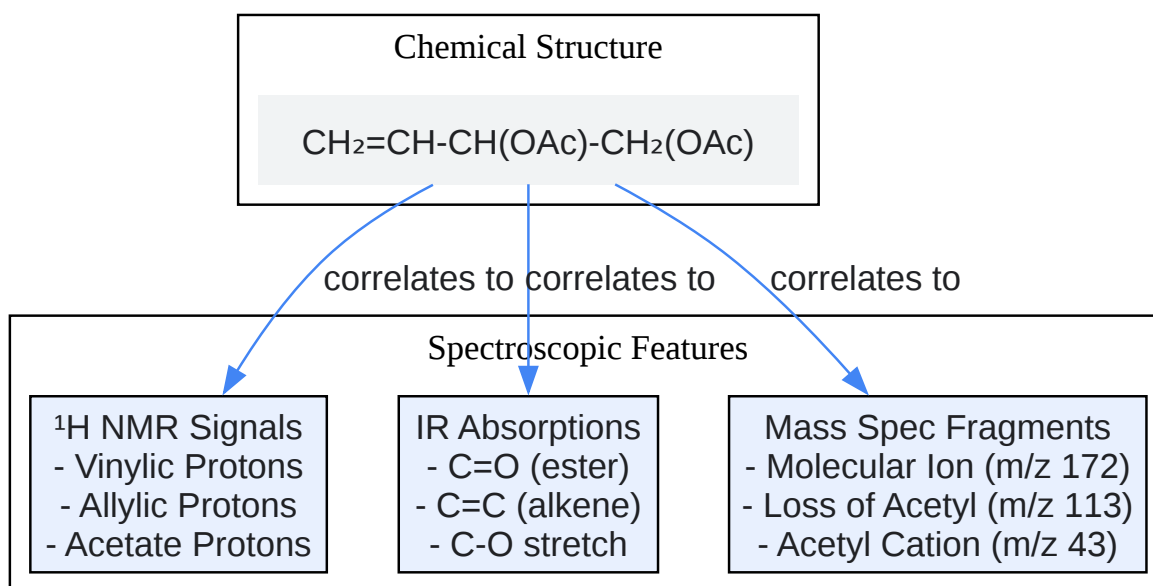 Chemical Structure
CH₂=CH-CH(OAc)-CH₂(OAc)
correlates to correlates to correlates to
Spectroscopic Features
¹H NMR Signals
- Vinylic Protons
- Allylic Protons
- Acetate Protons
IR Absorptions
- C=O (ester)
- C=C (alkene)
- C-O stretch
Mass Spec Fragments
- Molecular Ion (m/z 172)
- Loss of Acetyl (m/z 113)
- Acetyl Cation (m/z 43)